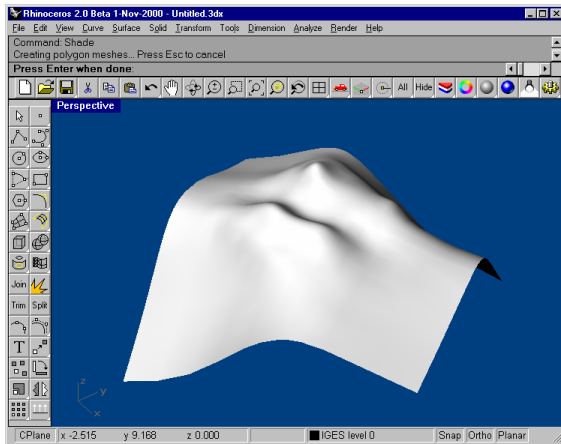 Rhinoceros 2.0 Beta 1-Nov-2000 - Untitled.3dx
File Edit View Curve Surface Solid Transform Tools Dimension Analyze Render Help
Command: Shade
Creating polygon meshes... Press Esc to cancel
Press Enter when done:
All Hide
Perspective
Join
Trim Split
T
z
y
x
CPlane x -2.515 y 9.168 z 0.000 IGES level 0 Snap Ortho Planar